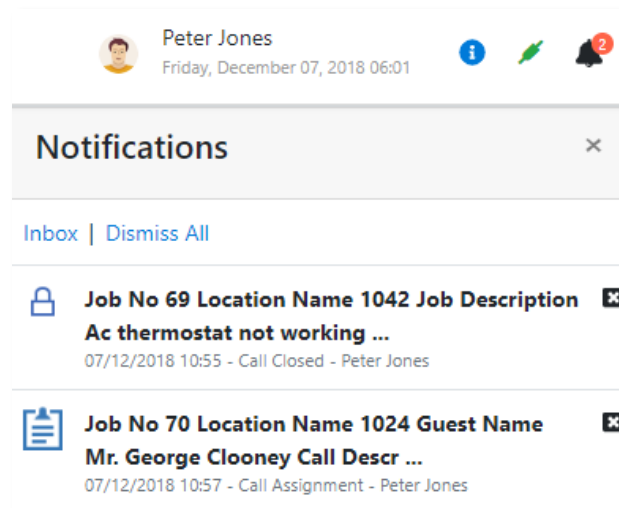 Peter Jones
Friday, December 07, 2018 06:01
2
Notifications
Inbox | Dismiss All
Job No 69 Location Name 1042 Job Description
Ac thermostat not working ...
07/12/2018 10:55 - Call Closed - Peter Jones
Job No 70 Location Name 1024 Guest Name
Mr. George Clooney Call Descr ...
07/12/2018 10:57 - Call Assignment - Peter Jones